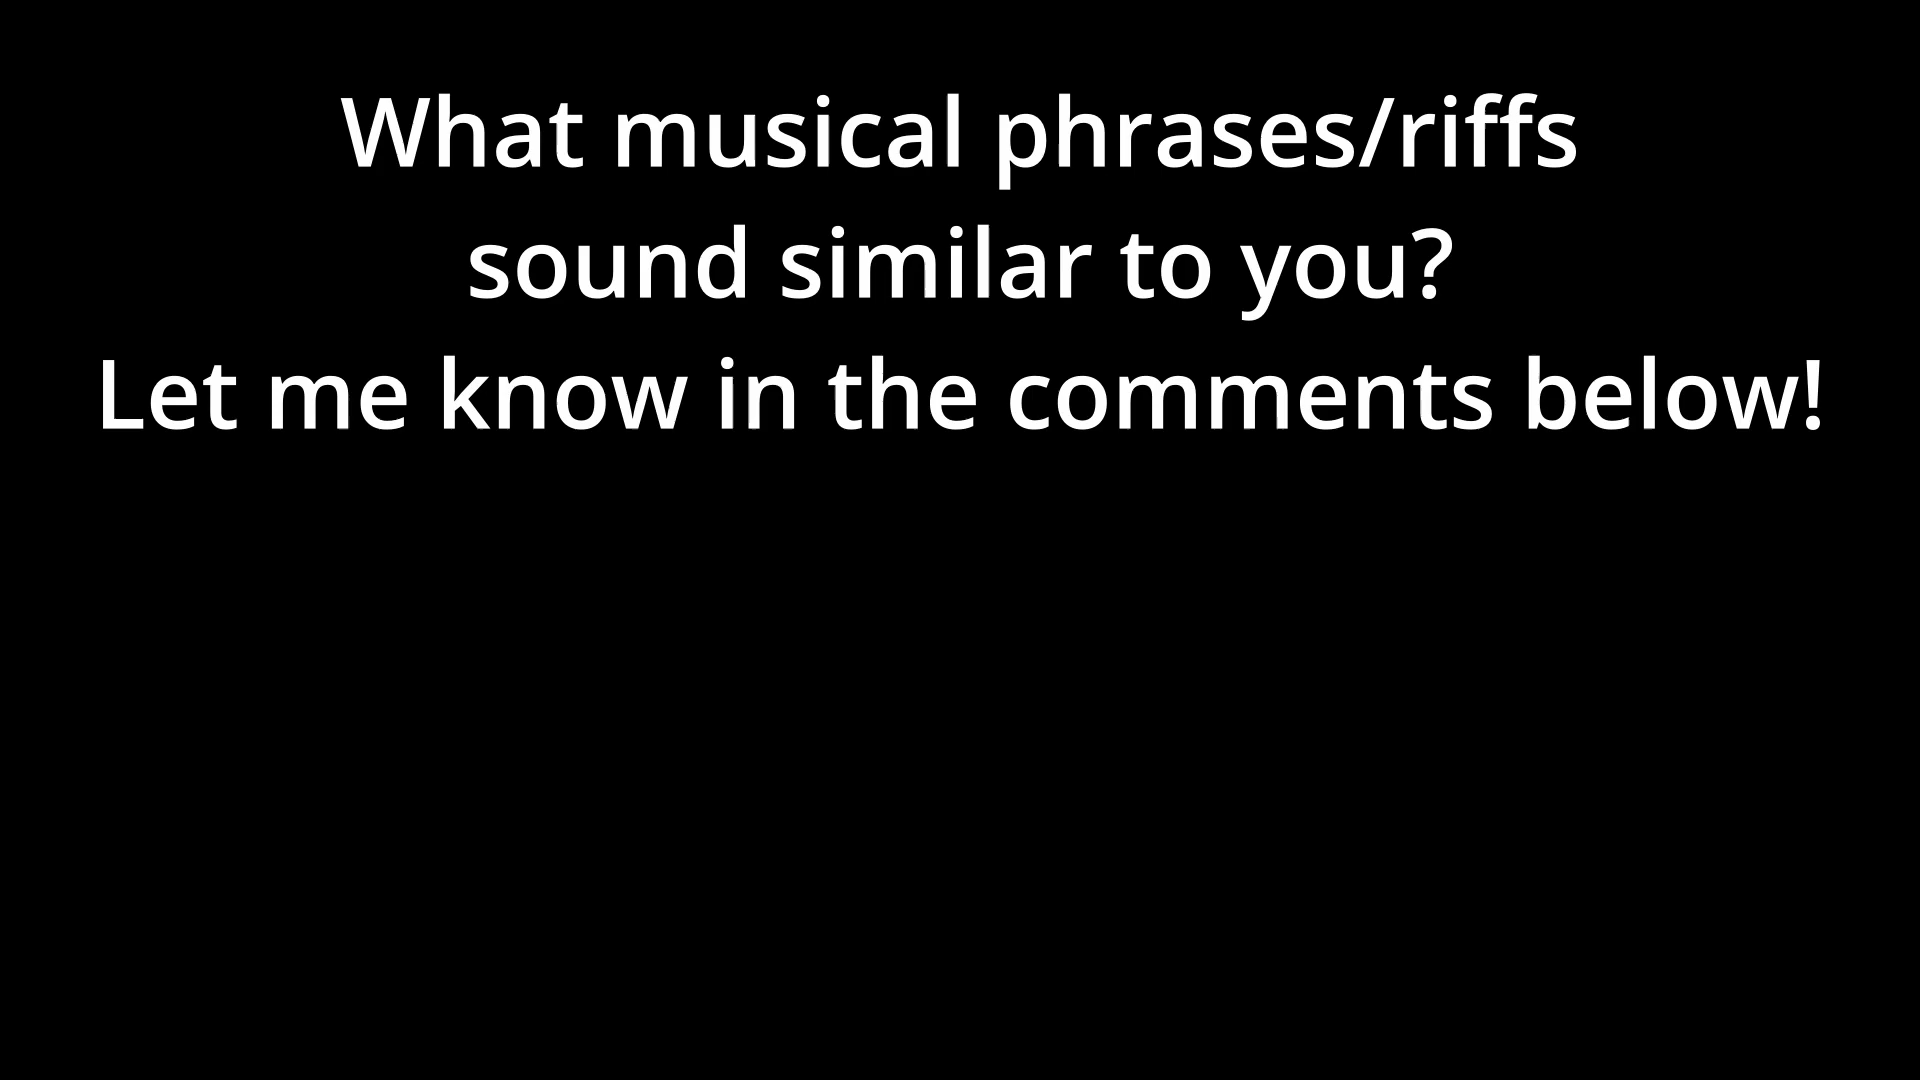 What musical phrases/riffs
sound similar to you?
Let me know in the comments below!